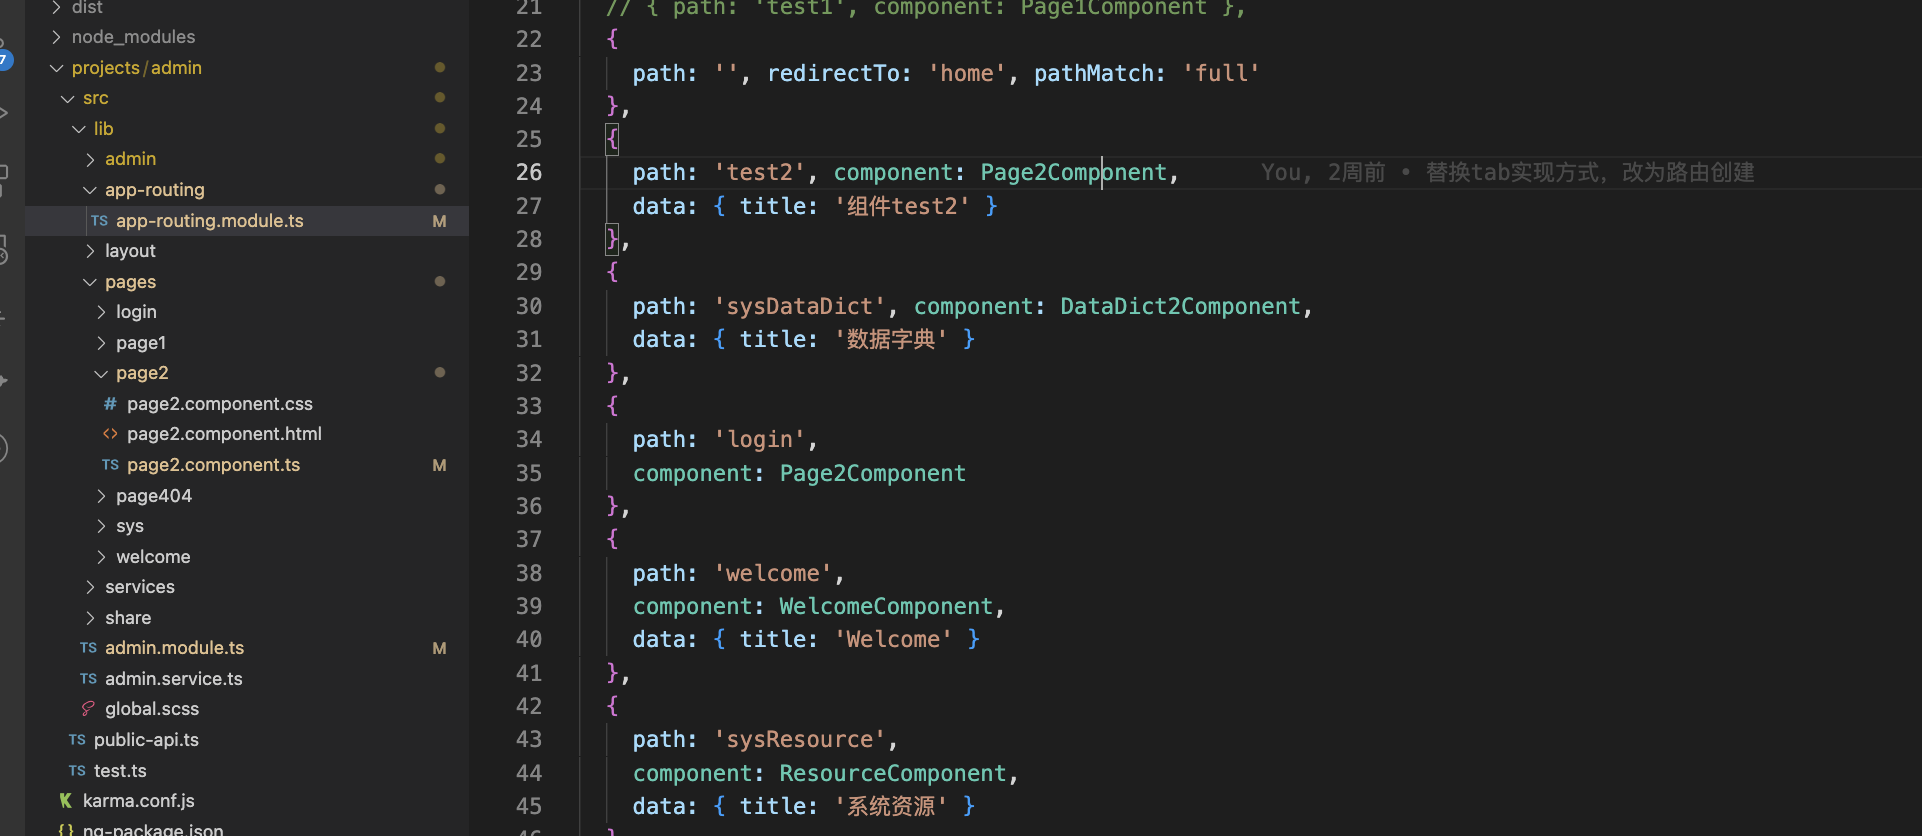 dist
node_modules
7
projects/admin
src
lib
admin
app-routing
TS app-routing.module.ts M
layout
pages
login
page1
page2
# page2.component.css
<> page2.component.html
TS page2.component.ts M
page404
sys
welcome
services
share
TS admin.module.ts M
TS admin.service.ts
global.scss
TS public-api.ts
TS test.ts
K karma.conf.js
{} ng-package.json
21 // { path: 'test1', component: Page1Component },
22 {
23 path: '', redirectTo: 'home', pathMatch: 'full'
24 },
25 {
26 path: 'test2', component: Page2Component, You, 2周前 • 替换tab实现方式，改为路由创建
27 data: { title: '组件test2' }
28 },
29 {
30 path: 'sysDataDict', component: DataDict2Component,
31 data: { title: '数据字典' }
32 },
33 {
34 path: 'login',
35 component: Page2Component
36 },
37 {
38 path: 'welcome',
39 component: WelcomeComponent,
40 data: { title: 'Welcome' }
41 },
42 {
43 path: 'sysResource',
44 component: ResourceComponent,
45 data: { title: '系统资源' }